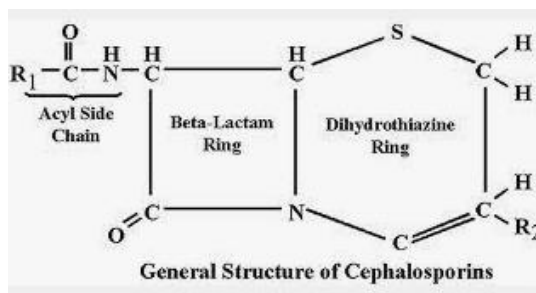 O
H H H S H
R1 C N C C C
H
Acyl Side
Chain
Beta-Lactam
Ring
Dihydrothiazine
Ring
H
C N C
O R2
C
General Structure of Cephalosporins